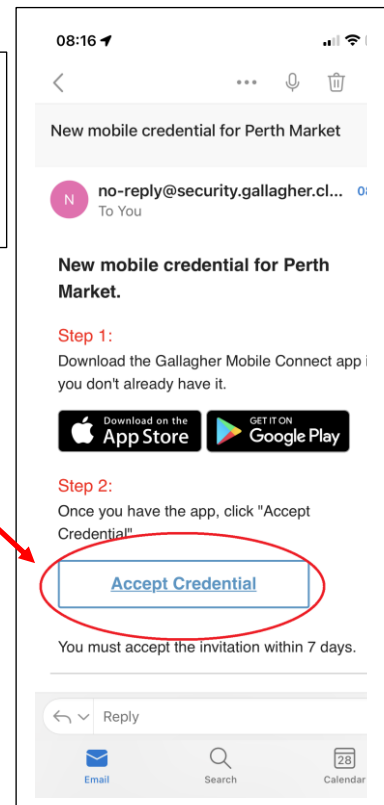 08:16
New mobile credential for Perth Market
N
no-reply@security.gallagher.cl...
To You
New mobile credential for Perth
Market.
Step 1:
Download the Gallagher Mobile Connect app
you don't already have it.
Download on the
App Store
GET IT ON
Google Play
Step 2:
Once you have the app, click "Accept
Credential"
Accept Credential
You must accept the invitation within 7 days.
Reply
Email
Search
28
Calendar